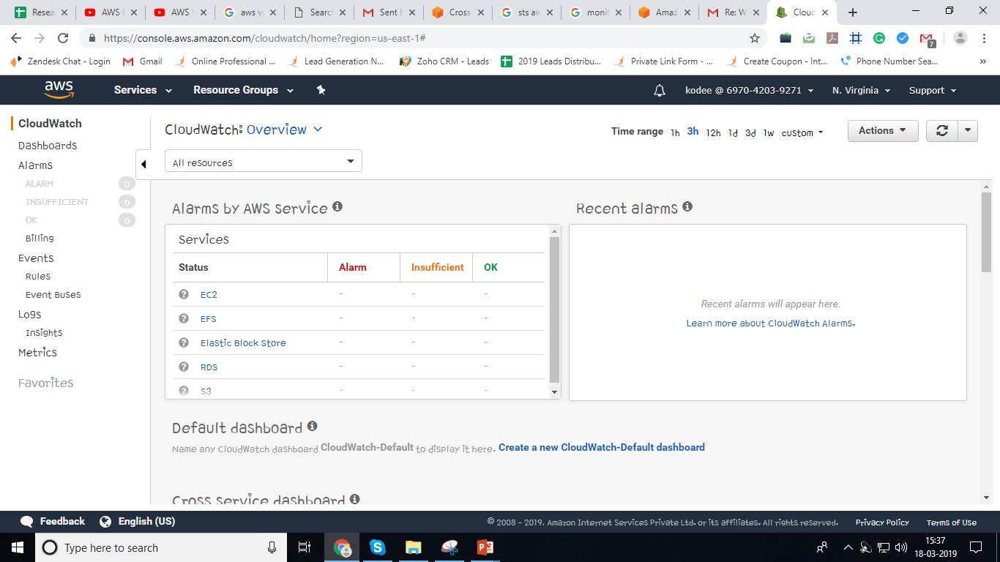 Resea
AWS
AWS
aws v
Search
Sent
Cross
sts aw
monit
Amaz
Re: W
Cloud
https://console.aws.amazon.com/cloudwatch/home?region=us-east-1#
7
Zendesk Chat - Login Gmail Online Professional ... Lead Generation N... Zoho CRM - Leads 2019 Leads Distribu... Private Link Form - ... Create Coupon - Int... Phone Number Sea... »
aws Services Resource Groups kodee @ 6970-4203-9271 N. Virginia Support
CloudWatch
Dashboards
Alarms
ALARM 0
INSUFFICIENT 0
OK 0
Billing
Events
Rules
Event Buses
Logs
Insights
Metrics
Favorites
CloudWatch: Overview
Time range 1h 3h 12h 1d 3d 1w custom Actions
All resources
Alarms by AWS service
Services
Status Alarm Insufficient OK
? EC2 - - -
? EFS - - -
? Elastic Block Store - - -
? RDS - - -
? S3 - - -
Recent alarms
Recent alarms will appear here.
Learn more about CloudWatch Alarms.
Default dashboard
Name any CloudWatch dashboard CloudWatch-Default to display it here. Create a new CloudWatch-Default dashboard
Cross service dashboard
Feedback English (US) © 2008 - 2019, Amazon Internet Services Private Ltd. or its affiliates. All rights reserved. Privacy Policy Terms of Use
Type here to search
15:37
18-03-2019